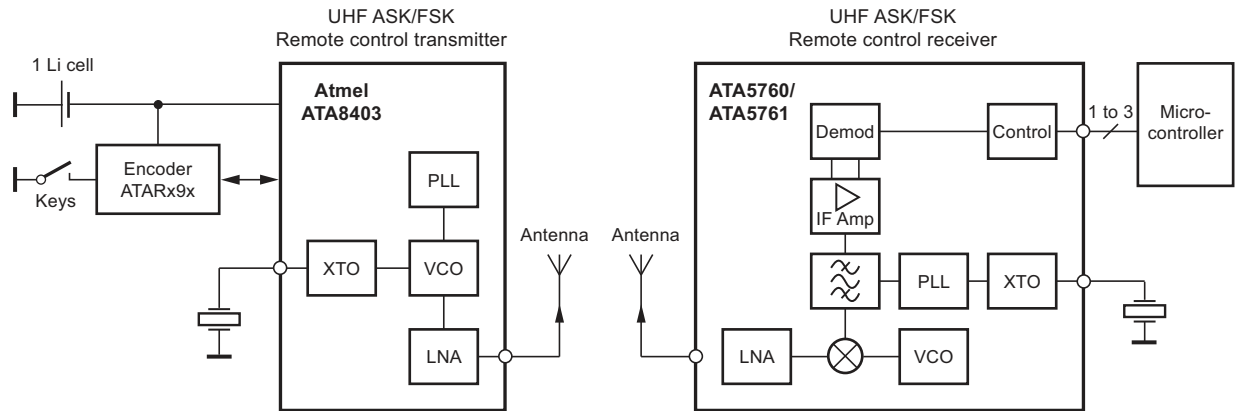 UHF ASK/FSK
Remote control transmitter
1 Li cell
Atmel
ATA8403
Encoder
ATARx9x
Keys
PLL
XTO
VCO
LNA
Antenna
UHF ASK/FSK
Remote control receiver
Antenna
ATA5760/
ATA5761
Demod
Control
1 to 3
Micro-
controller
IF Amp
PLL
XTO
LNA
VCO